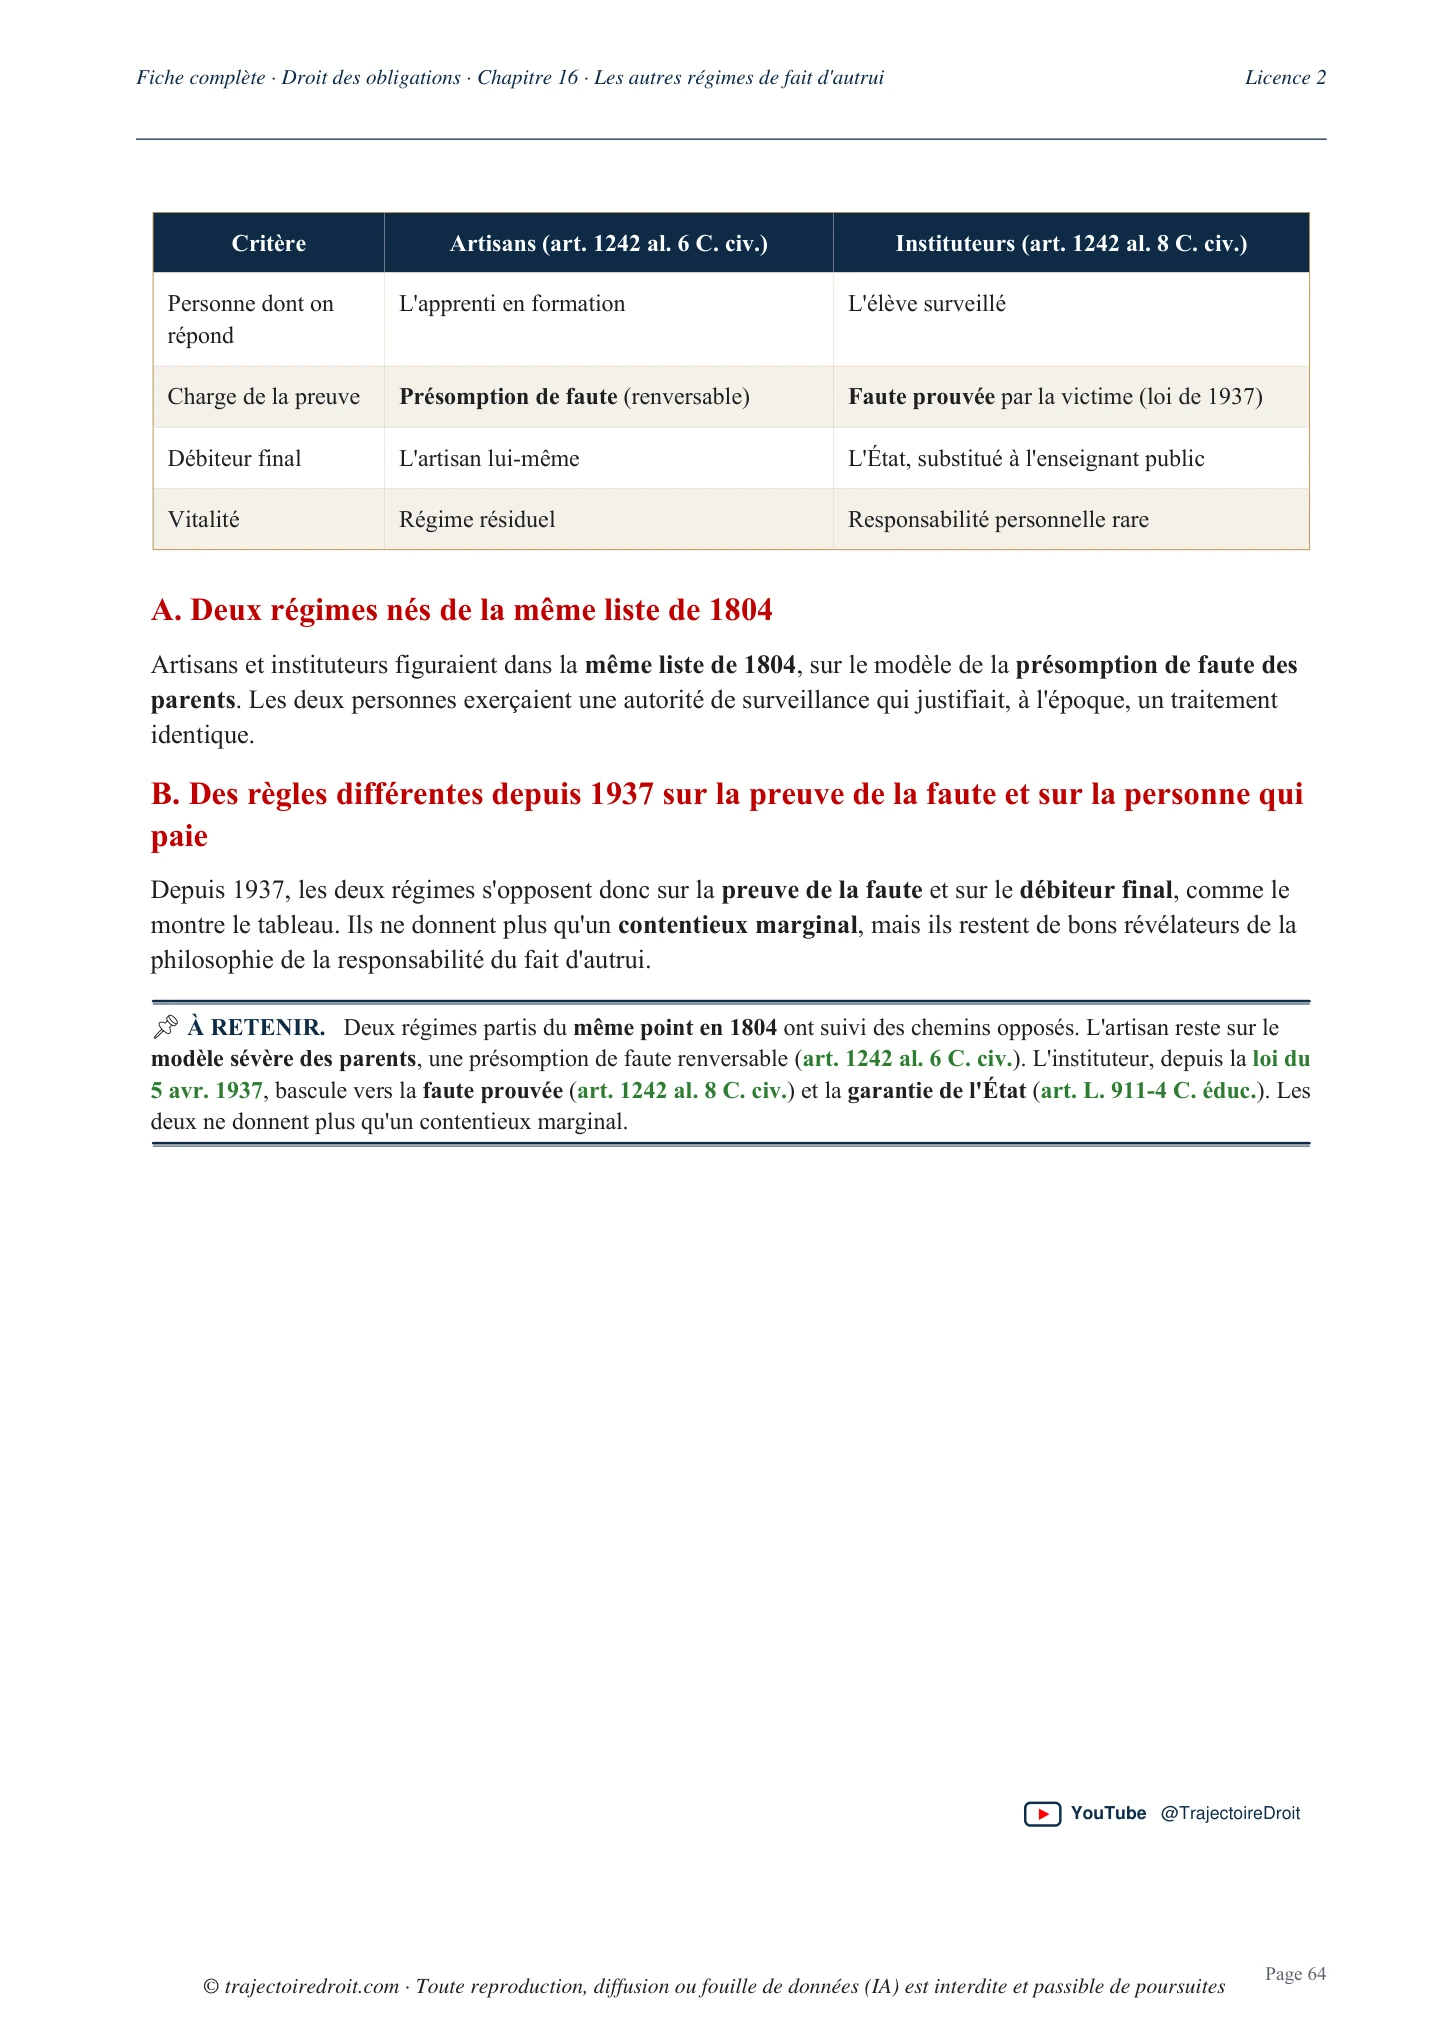 Fiche complète · Droit des obligations · Chapitre 16 · Les autres régimes de fait d'autrui Licence 2
Critère Artisans (art. 1242 al. 6 C. civ.) Instituteurs (art. 1242 al. 8 C. civ.)
Personne dont on répond L'apprenti en formation L'élève surveillé
Charge de la preuve Présomption de faute (renversable) Faute prouvée par la victime (loi de 1937)
Débiteur final L'artisan lui-même L'État, substitué à l'enseignant public
Vitalité Régime résiduel Responsabilité personnelle rare
A. Deux régimes nés de la même liste de 1804
Artisans et instituteurs figuraient dans la même liste de 1804, sur le modèle de la présomption de faute des
parents. Les deux personnes exerçaient une autorité de surveillance qui justifiait, à l'époque, un traitement
identique.
B. Des règles différentes depuis 1937 sur la preuve de la faute et sur la personne qui
paie
Depuis 1937, les deux régimes s'opposent donc sur la preuve de la faute et sur le débiteur final, comme le
montre le tableau. Ils ne donnent plus qu'un contentieux marginal, mais ils restent de bons révélateurs de la
philosophie de la responsabilité du fait d'autrui.
À RETENIR. Deux régimes partis du même point en 1804 ont suivi des chemins opposés. L'artisan reste sur le
modèle sévère des parents, une présomption de faute renversable (art. 1242 al. 6 C. civ.). L'instituteur, depuis la loi du
5 avr. 1937, bascule vers la faute prouvée (art. 1242 al. 8 C. civ.) et la garantie de l'État (art. L. 911-4 C. éduc.). Les
deux ne donnent plus qu'un contentieux marginal.
YouTube @TrajectoireDroit
© trajectoiredroit.com · Toute reproduction, diffusion ou fouille de données (IA) est interdite et passible de poursuites
Page 64